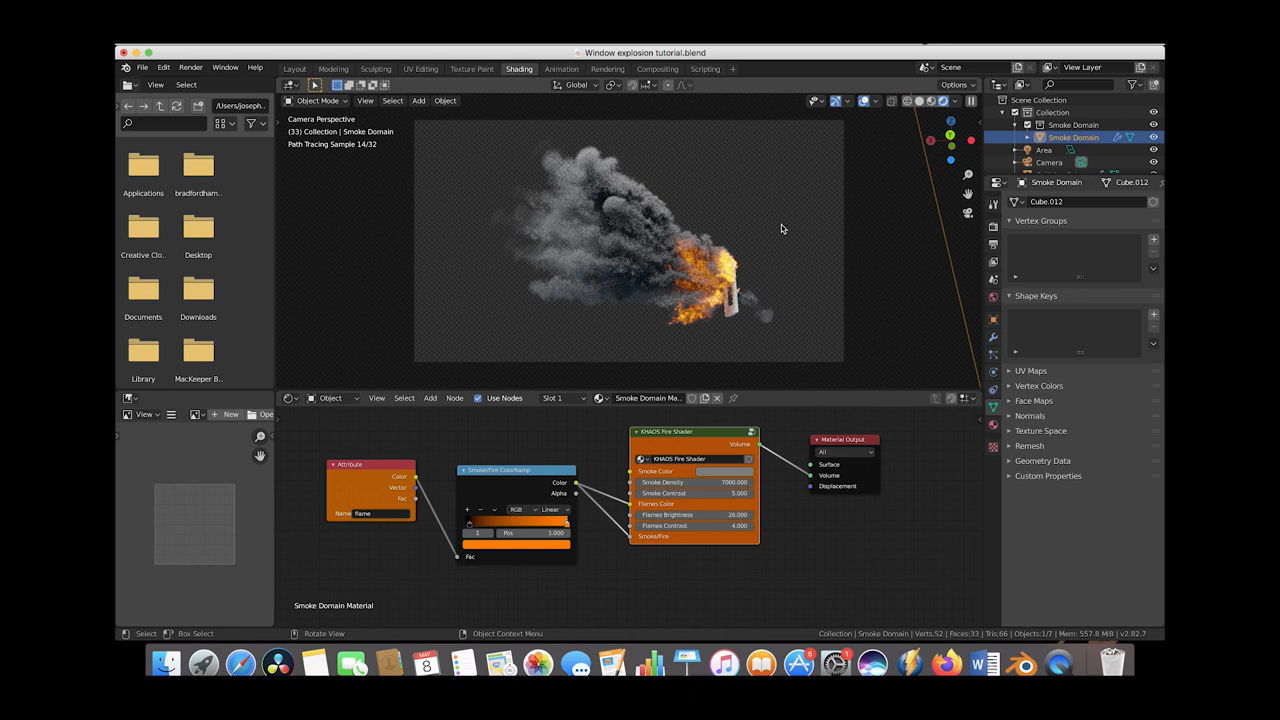 Window explosion tutorial.blend
File Edit Render Window Help
Layout Modeling Sculpting UV Editing Texture Paint Shading Animation Rendering Compositing Scripting +
Scene
View Layer
View Select
Global
Options
/Users/joseph..
Object Mode View Select Add Object
Camera Perspective
(33) Collection | Smoke Domain
Path Tracing Sample 14/32
Applications
bradfordham..
Creative Clo..
Desktop
Documents
Downloads
Library
MacKeeper B..
Scene Collection
Collection
Smoke Domain
Smoke Domain
Area
Camera
Smoke Domain
Cube.012
Cube.012
Vertex Groups
Shape Keys
UV Maps
Vertex Colors
Face Maps
Normals
Texture Space
Remesh
Geometry Data
Custom Properties
View
New
Ope
Object View Select Add Node Use Nodes Slot 1 Smoke Domain Ma..
Attribute
Color
Vector
Fac
Name: flame
Smoke/Fire ColorRamp
Color
Alpha
RGB Linear
1 Pos 1.000
Fac
KHAOS Fire Shader
Volume
KHAOS Fire Shader
Smoke Color
Smoke Density 7000.000
Smoke Contrast 5.000
Flames Color
Flames Brightness 26.000
Flames Contrast 4.000
Smoke/Fire
Material Output
All
Surface
Volume
Displacement
Smoke Domain Material
Select Box Select Rotate View Object Context Menu
Collection | Smoke Domain | Verts:52 | Faces:33 | Tris:66 | Objects:1/7 | Mem: 557.8 MiB | v2.82.7
MAY
8
6
1